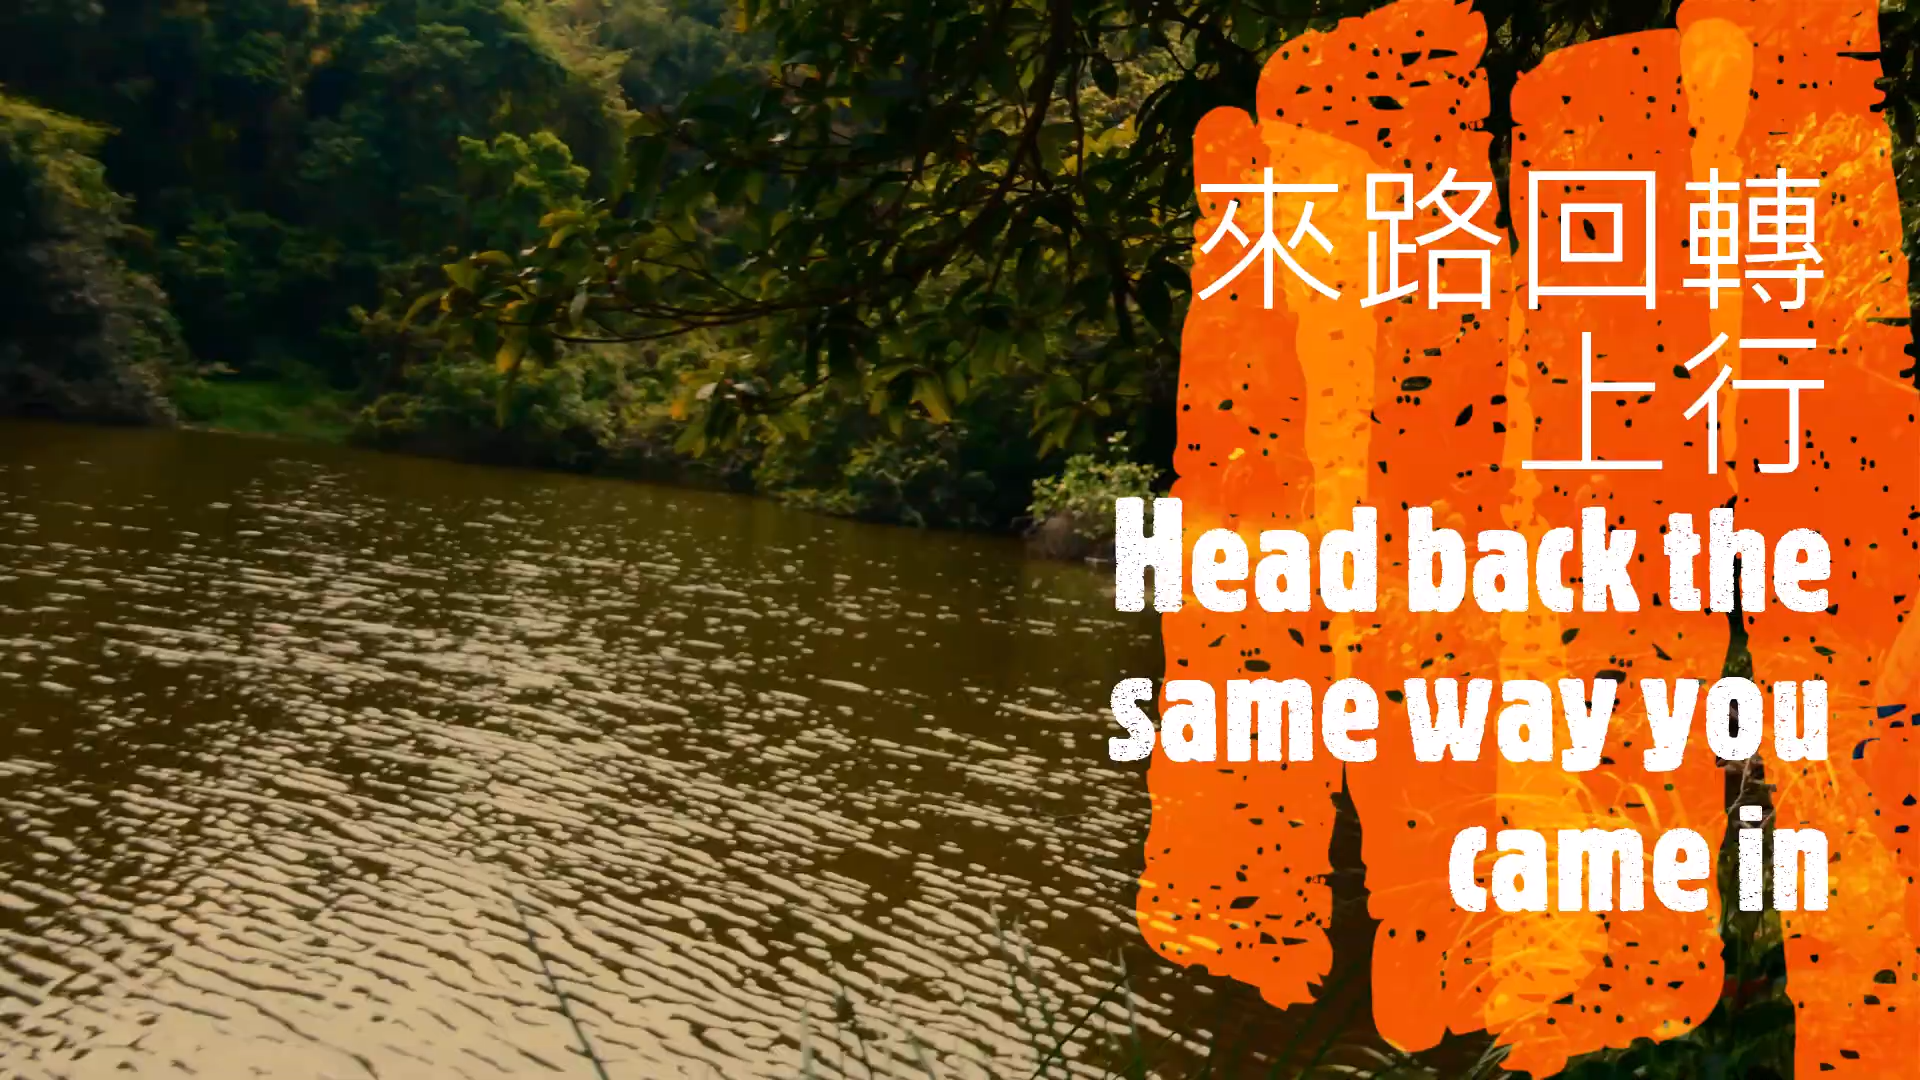 來路回轉
上行
Head back the
same way you
came in